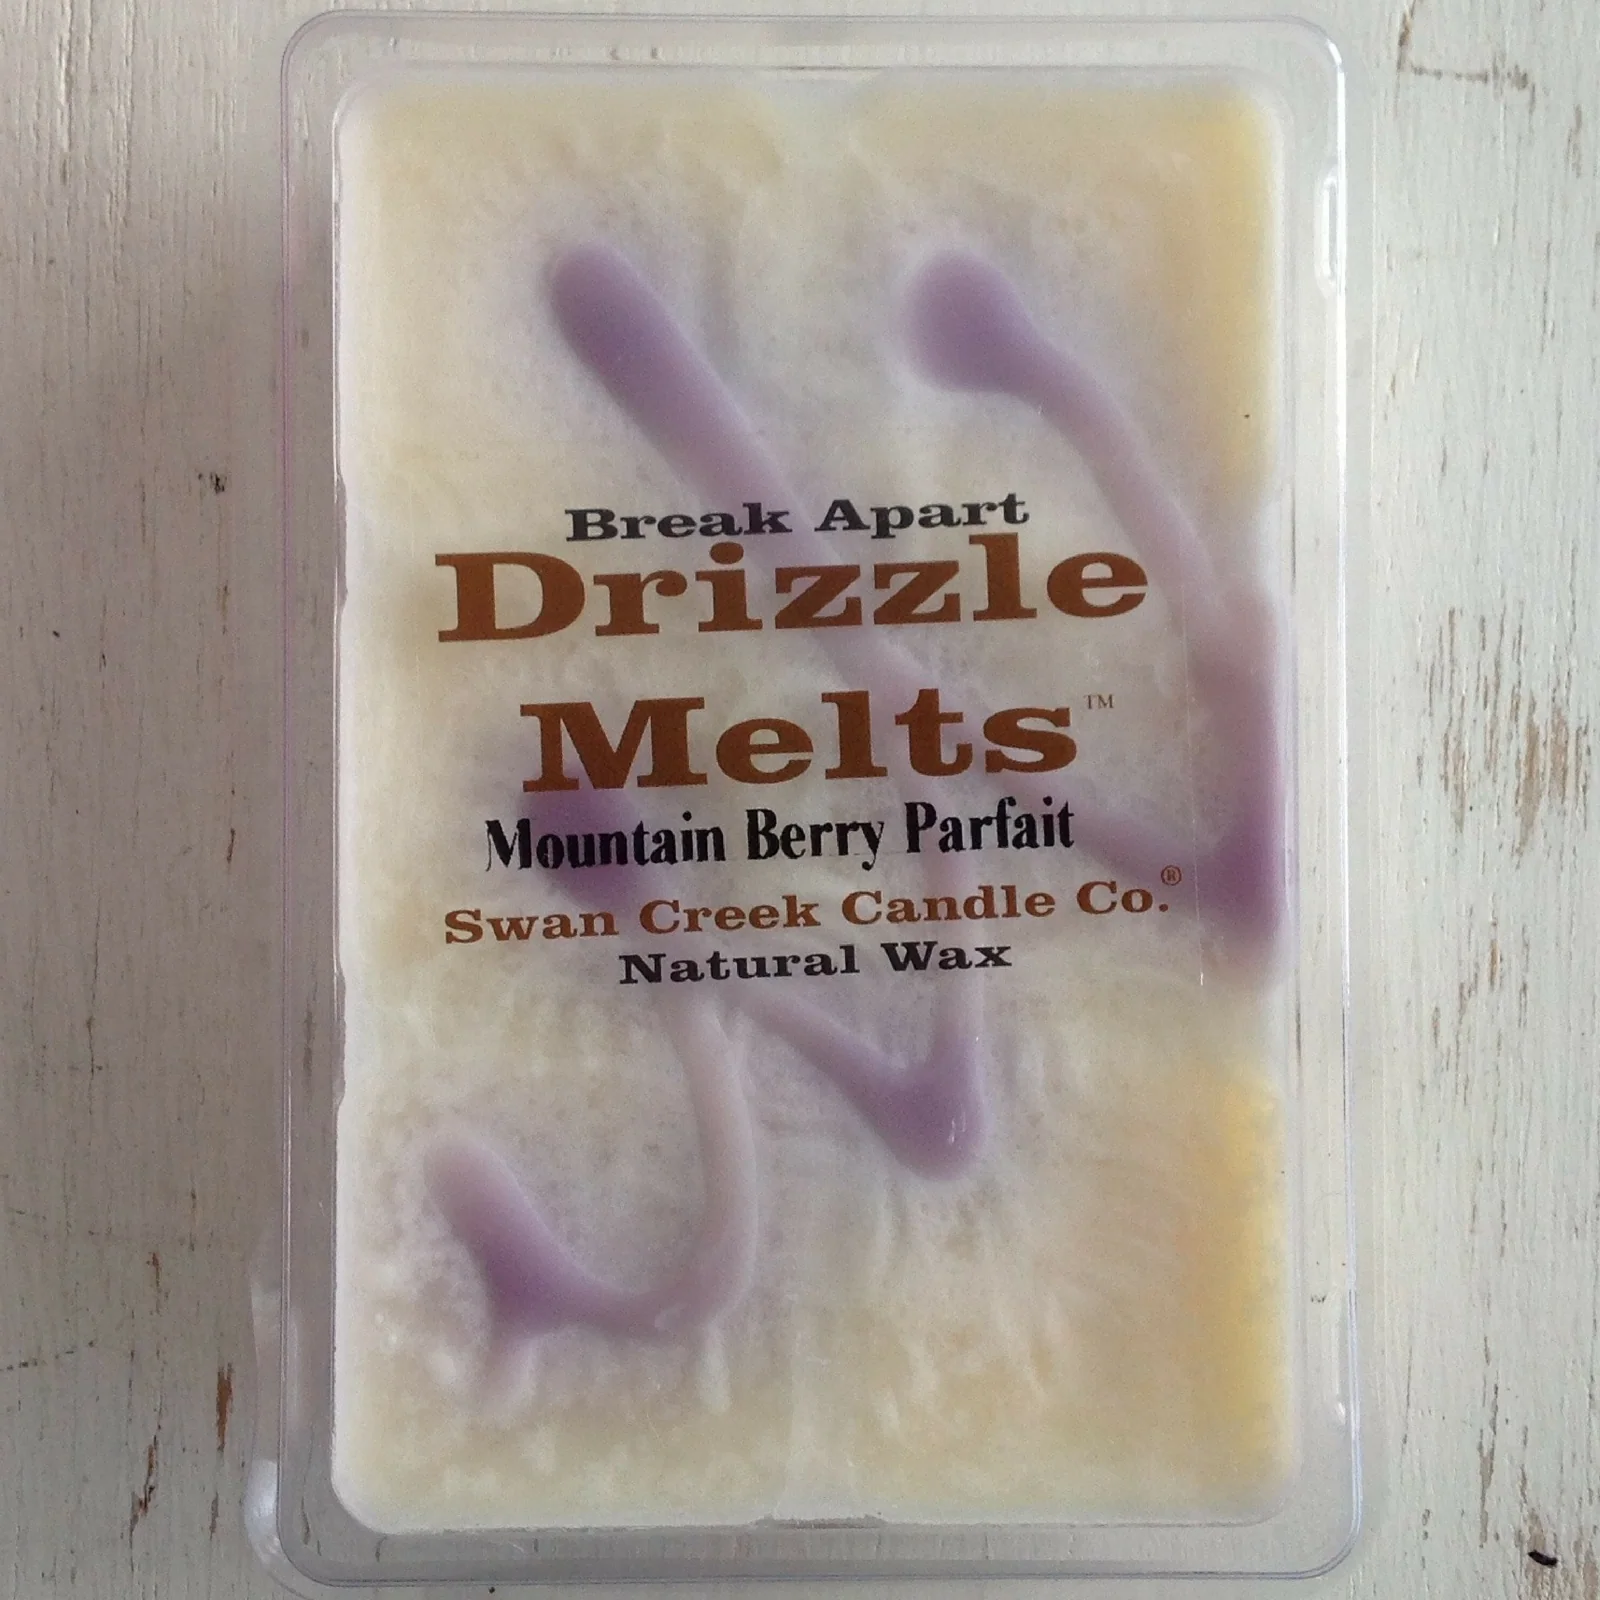 Break Apart
Drizzle
Melts™
Mountain Berry Parfait
Swan Creek Candle Co.®
Natural Wax